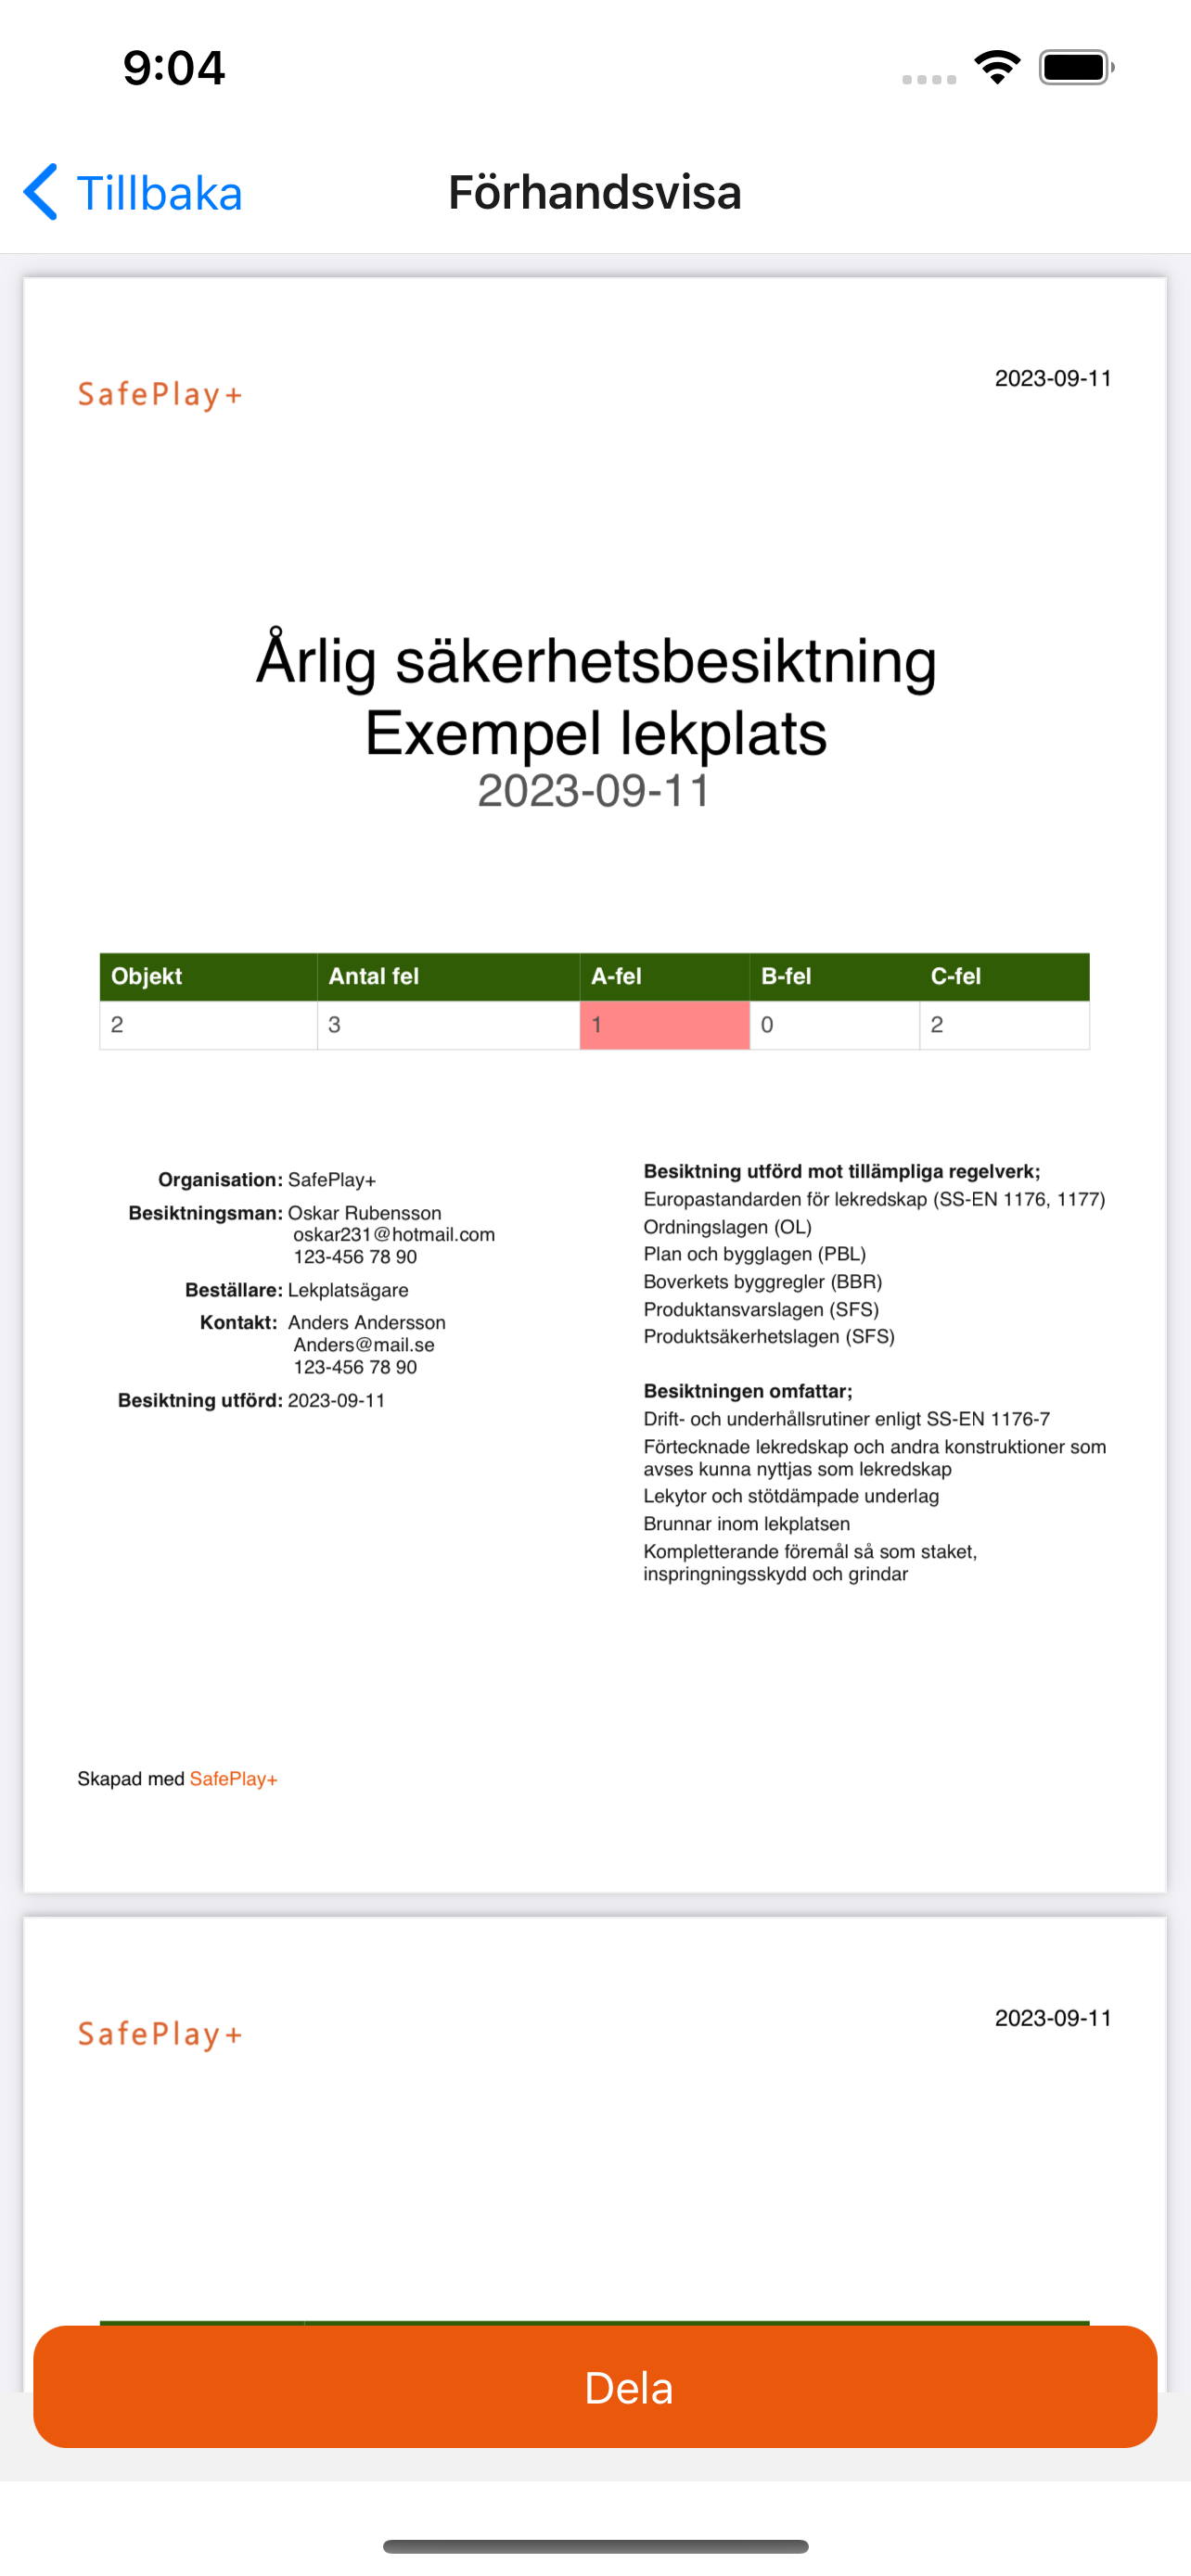 9:04
Tillbaka
Förhandsvisa
SafePlay+
2023-09-11
Årlig säkerhetsbesiktning
Exempel lekplats
2023-09-11
Objekt Antal fel A-fel B-fel C-fel
2 3 1 0 2
Organisation: SafePlay+
Besiktningsman: Oskar Rubensson
oskar231@hotmail.com
123-456 78 90
Beställare: Lekplatsägare
Kontakt: Anders Andersson
Anders@mail.se
123-456 78 90
Besiktning utförd: 2023-09-11
Besiktning utförd mot tillämpliga regelverk;
Europastandarden för lekredskap (SS-EN 1176, 1177)
Ordningslagen (OL)
Plan och bygglagen (PBL)
Boverkets byggregler (BBR)
Produktansvarslagen (SFS)
Produktsäkerhetslagen (SFS)
Besiktningen omfattar;
Drift- och underhållsrutiner enligt SS-EN 1176-7
Förtecknade lekredskap och andra konstruktioner som
avses kunna nyttjas som lekredskap
Lekytor och stötdämpade underlag
Brunnar inom lekplatsen
Kompletterande föremål så som staket,
inspringningsskydd och grindar
Skapad med SafePlay+
SafePlay+
2023-09-11
Dela